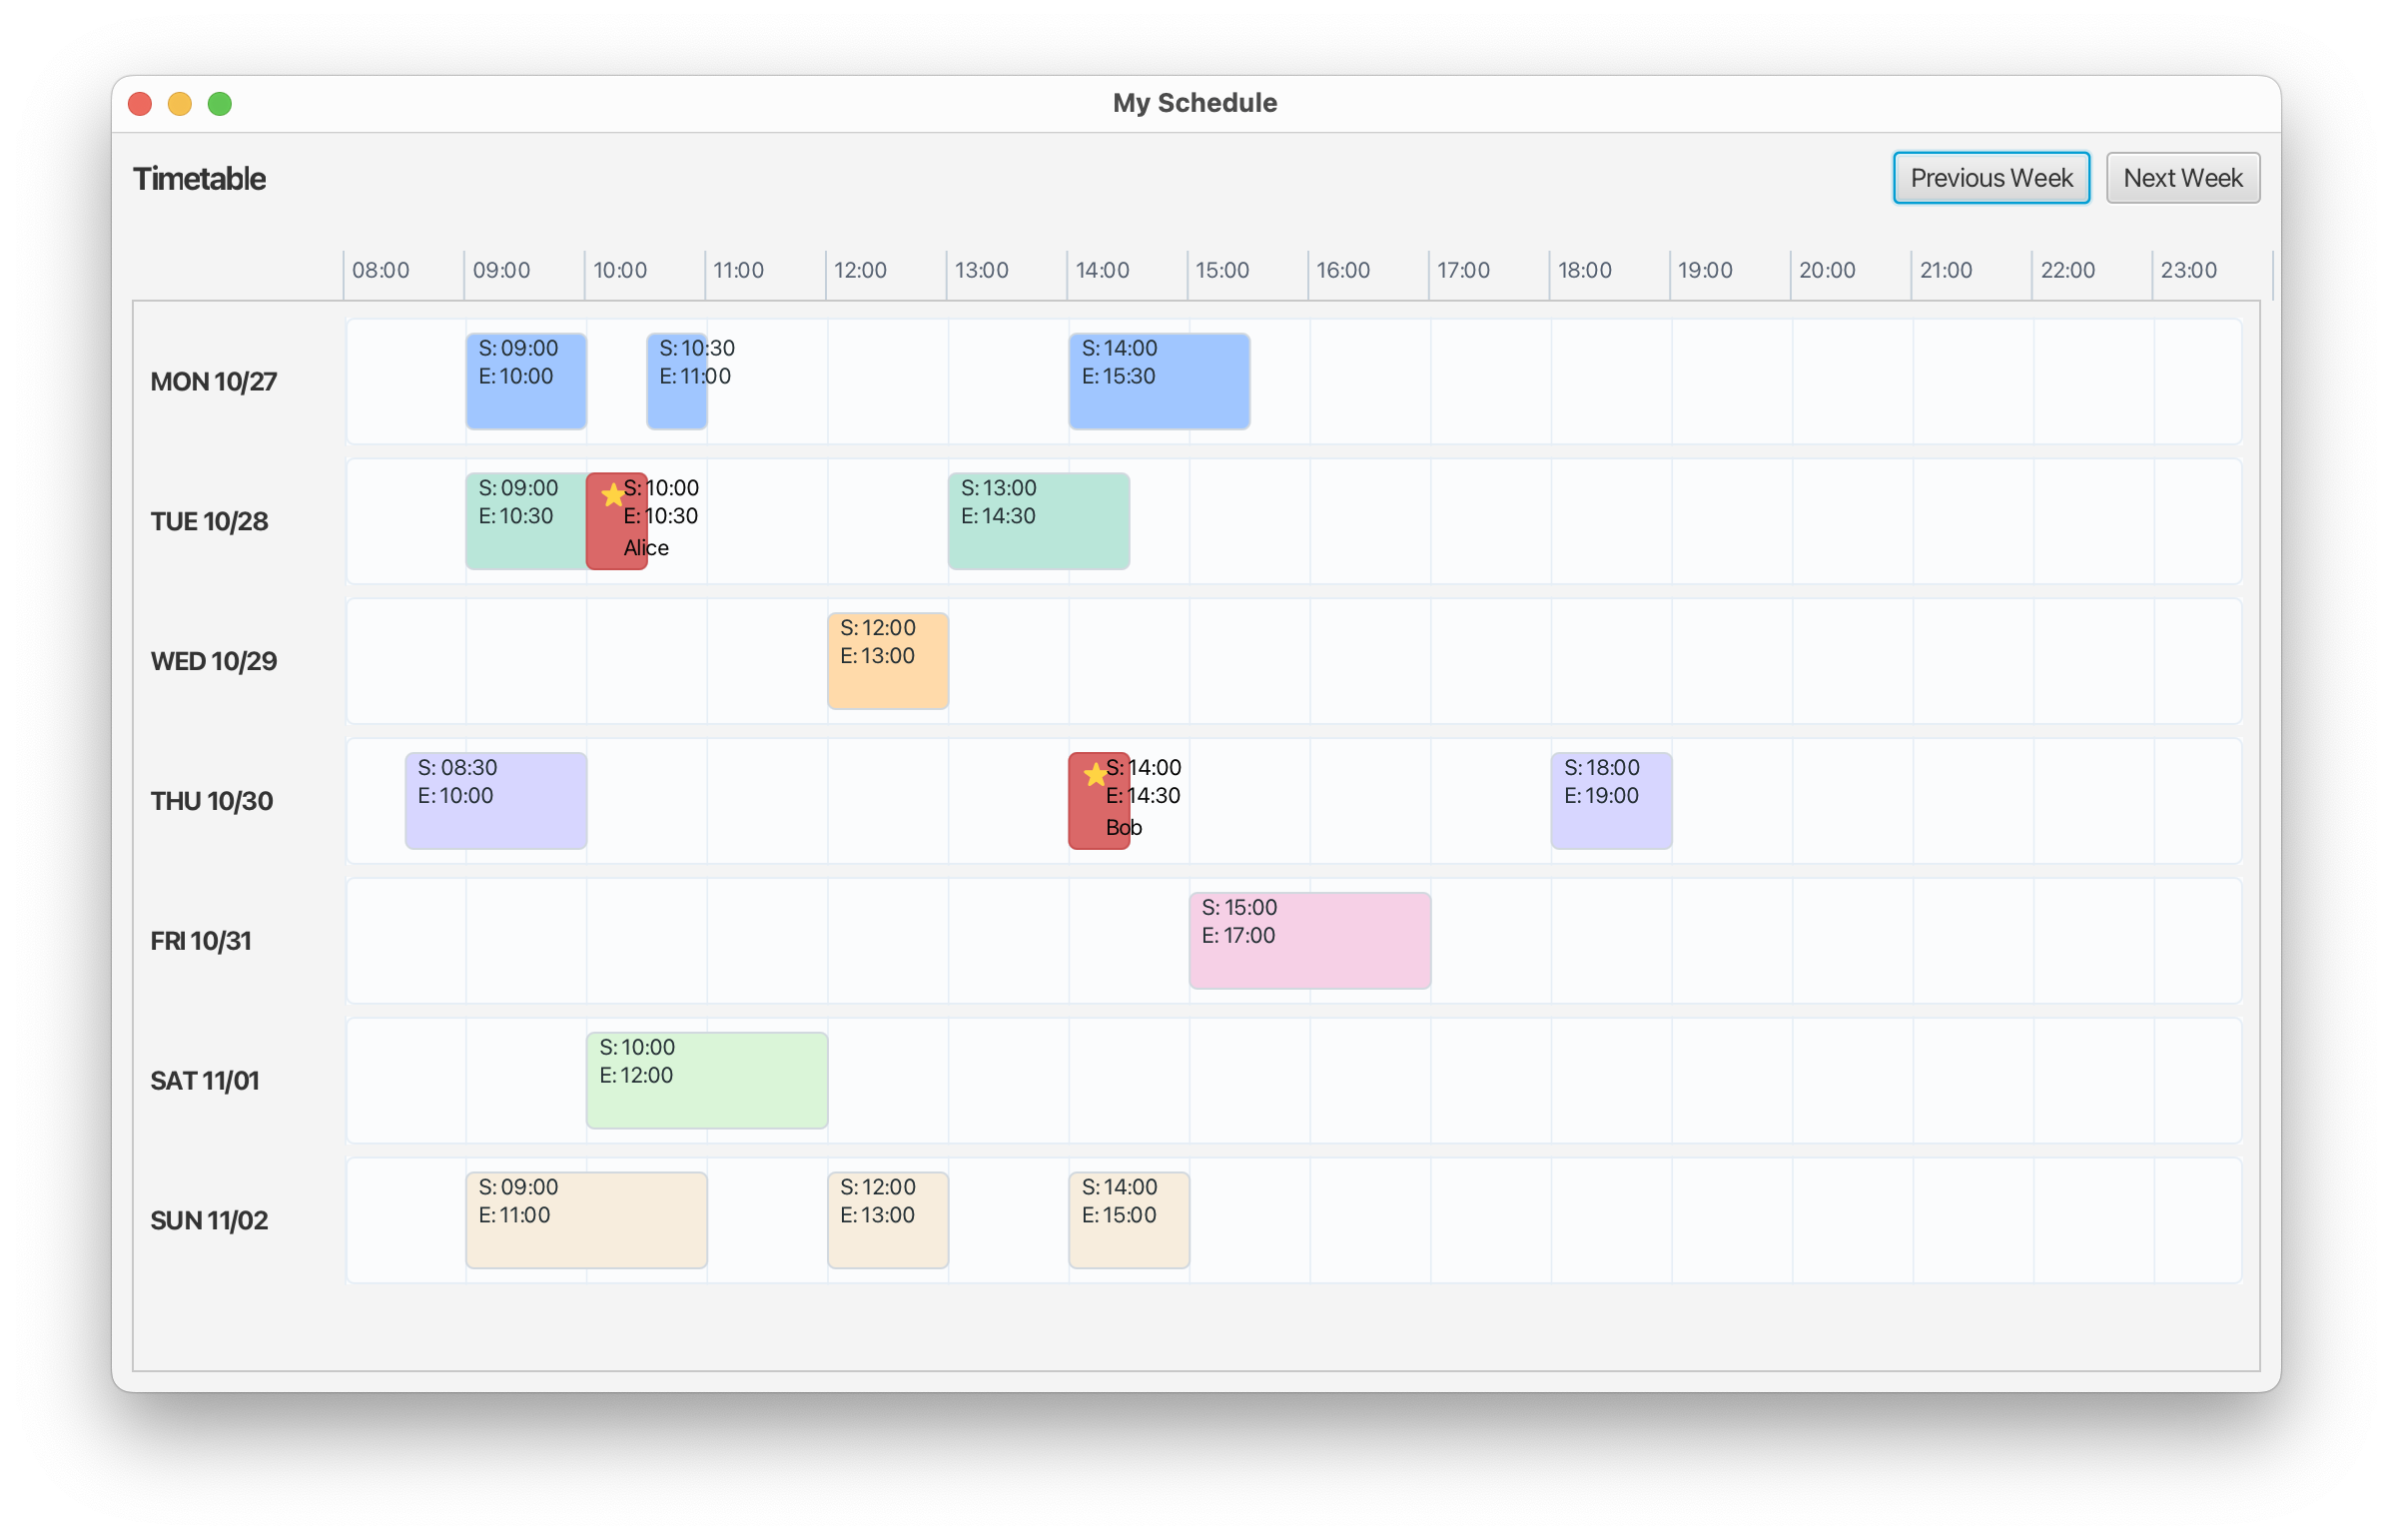 My Schedule
Timetable
Previous Week
Next Week
08:00 09:00 10:00 11:00 12:00 13:00 14:00 15:00 16:00 17:00 18:00 19:00 20:00 21:00 22:00 23:00
MON 10/27
S: 09:00
E: 10:00
S: 10:30
E: 11:00
S: 14:00
E: 15:30
TUE 10/28
S: 09:00
E: 10:30
S: 10:00
E: 10:30
Alice
S: 13:00
E: 14:30
WED 10/29
S: 12:00
E: 13:00
THU 10/30
S: 08:30
E: 10:00
S: 14:00
E: 14:30
Bob
S: 18:00
E: 19:00
FRI 10/31
S: 15:00
E: 17:00
SAT 11/01
S: 10:00
E: 12:00
SUN 11/02
S: 09:00
E: 11:00
S: 12:00
E: 13:00
S: 14:00
E: 15:00